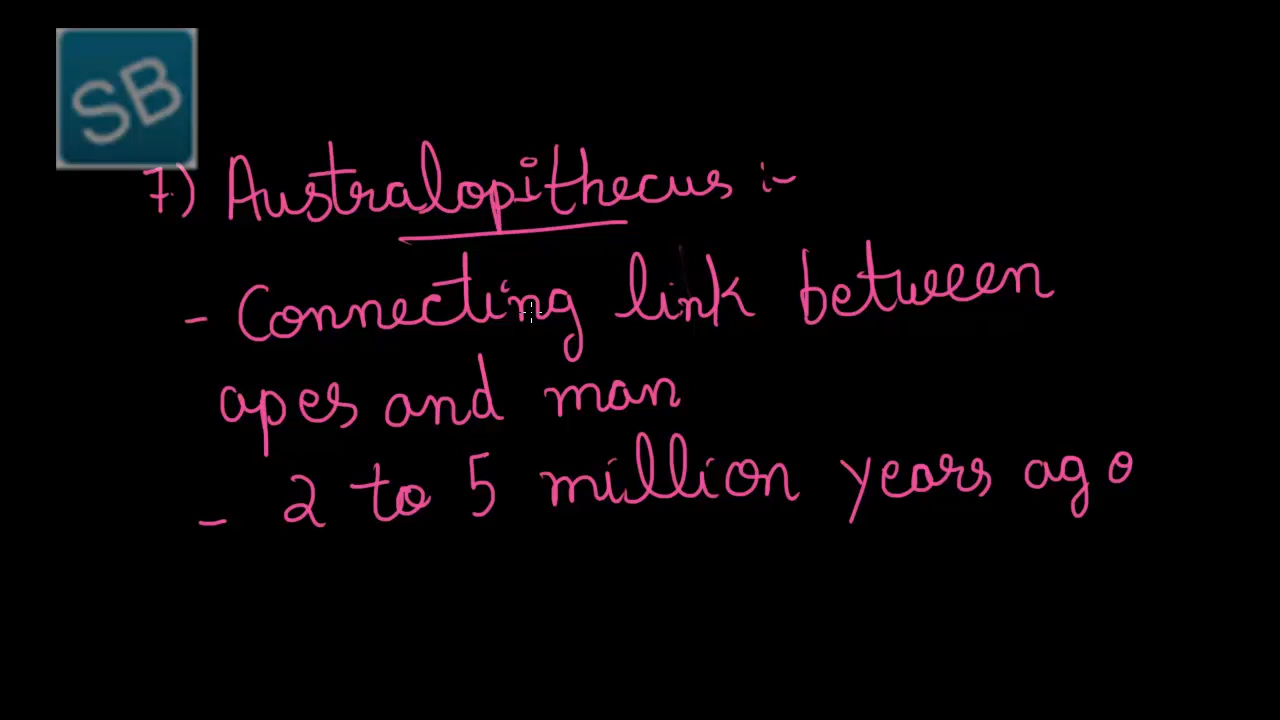 SB
7) Australopithecus :-
- Connecting link between
apes and man
- 2 to 5 million years ago